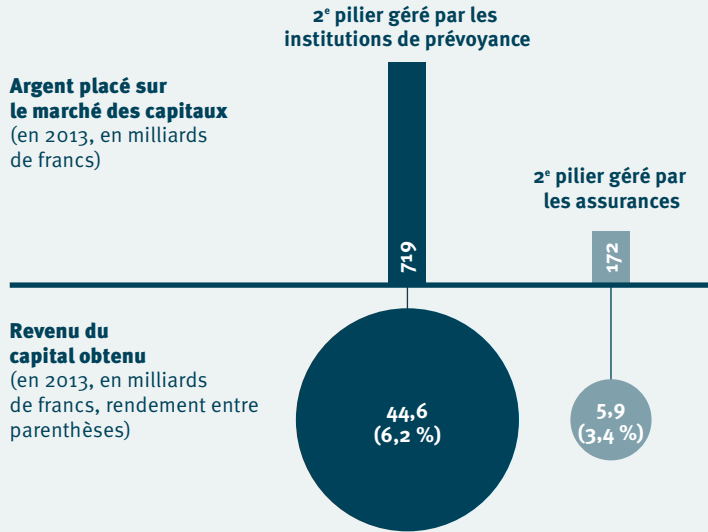 2e pilier géré par les
institutions de prévoyance
Argent placé sur
le marché des capitaux
(en 2013, en milliards
de francs)
2e pilier géré par
les assurances
719
172
Revenu du
capital obtenu
(en 2013, en milliards
de francs, rendement entre
parenthèses)
44,6
(6,2 %)
5,9
(3,4 %)